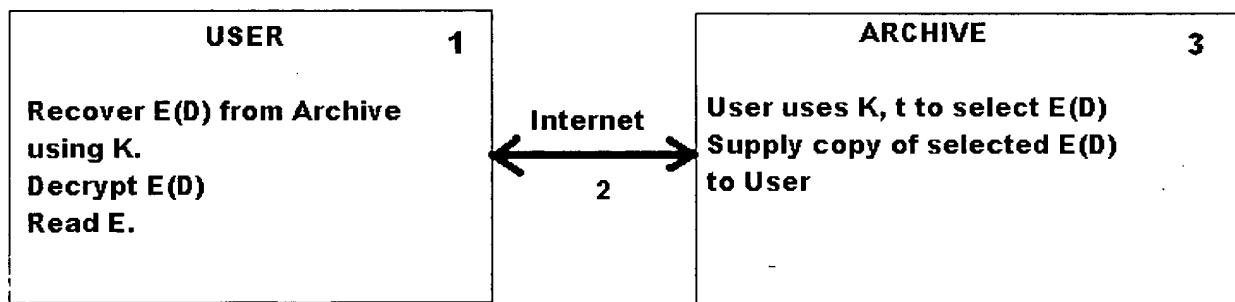 USER 1
Recover E(D) from Archive
using K.
Decrypt E(D)
Read E.
Internet
2
ARCHIVE 3
User uses K, t to select E(D)
Supply copy of selected E(D)
to User